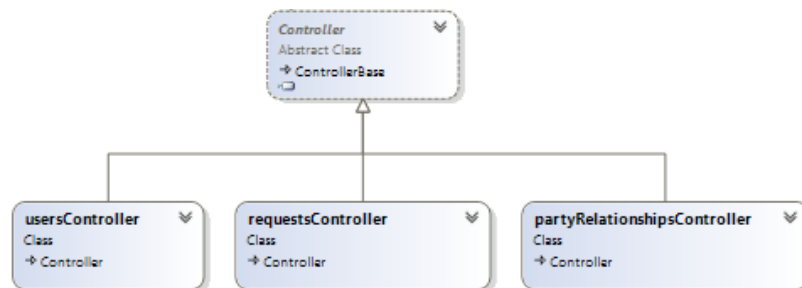 Controller
Abstract Class
ControllerBase
usersController
Class
Controller
requestsController
Class
Controller
partyRelationshipsController
Class
Controller